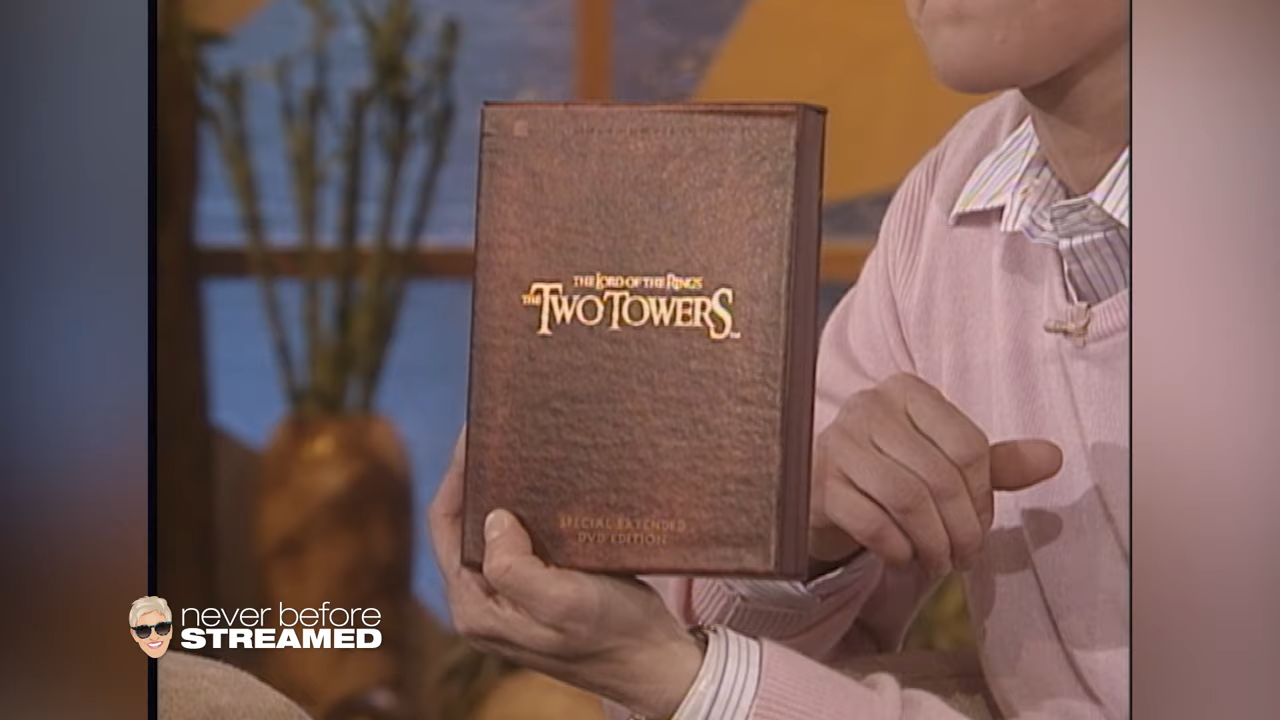 THE LORD OF THE RINGS
THE TWO TOWERS
SPECIAL EXTENDED
DVD EDITION
never before
STREAMED